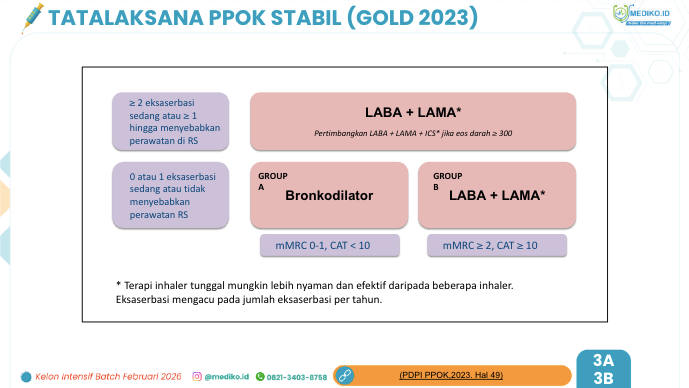 TATALAKSANA PPOK STABIL (GOLD 2023)
MEDIKO.ID
≥ 2 eksaserbasi
sedang atau ≥ 1
hingga menyebabkan
perawatan di RS
LABA + LAMA*
Pertimbangkan LABA + LAMA + ICS* jika eos darah ≥ 300
0 atau 1 eksaserbasi
sedang atau tidak
menyebabkan
perawatan RS
GROUP
A
Bronkodilator
GROUP
B
LABA + LAMA*
mMRC 0-1, CAT < 10
mMRC ≥ 2, CAT ≥ 10
* Terapi inhaler tunggal mungkin lebih nyaman dan efektif daripada beberapa inhaler.
Eksaserbasi mengacu pada jumlah eksaserbasi per tahun.
3A
3B
Kelon Intensif Batch Februari 2026
@mediko.id
0821-3403-8758
(PDPI PPOK,2023. Hal 49)